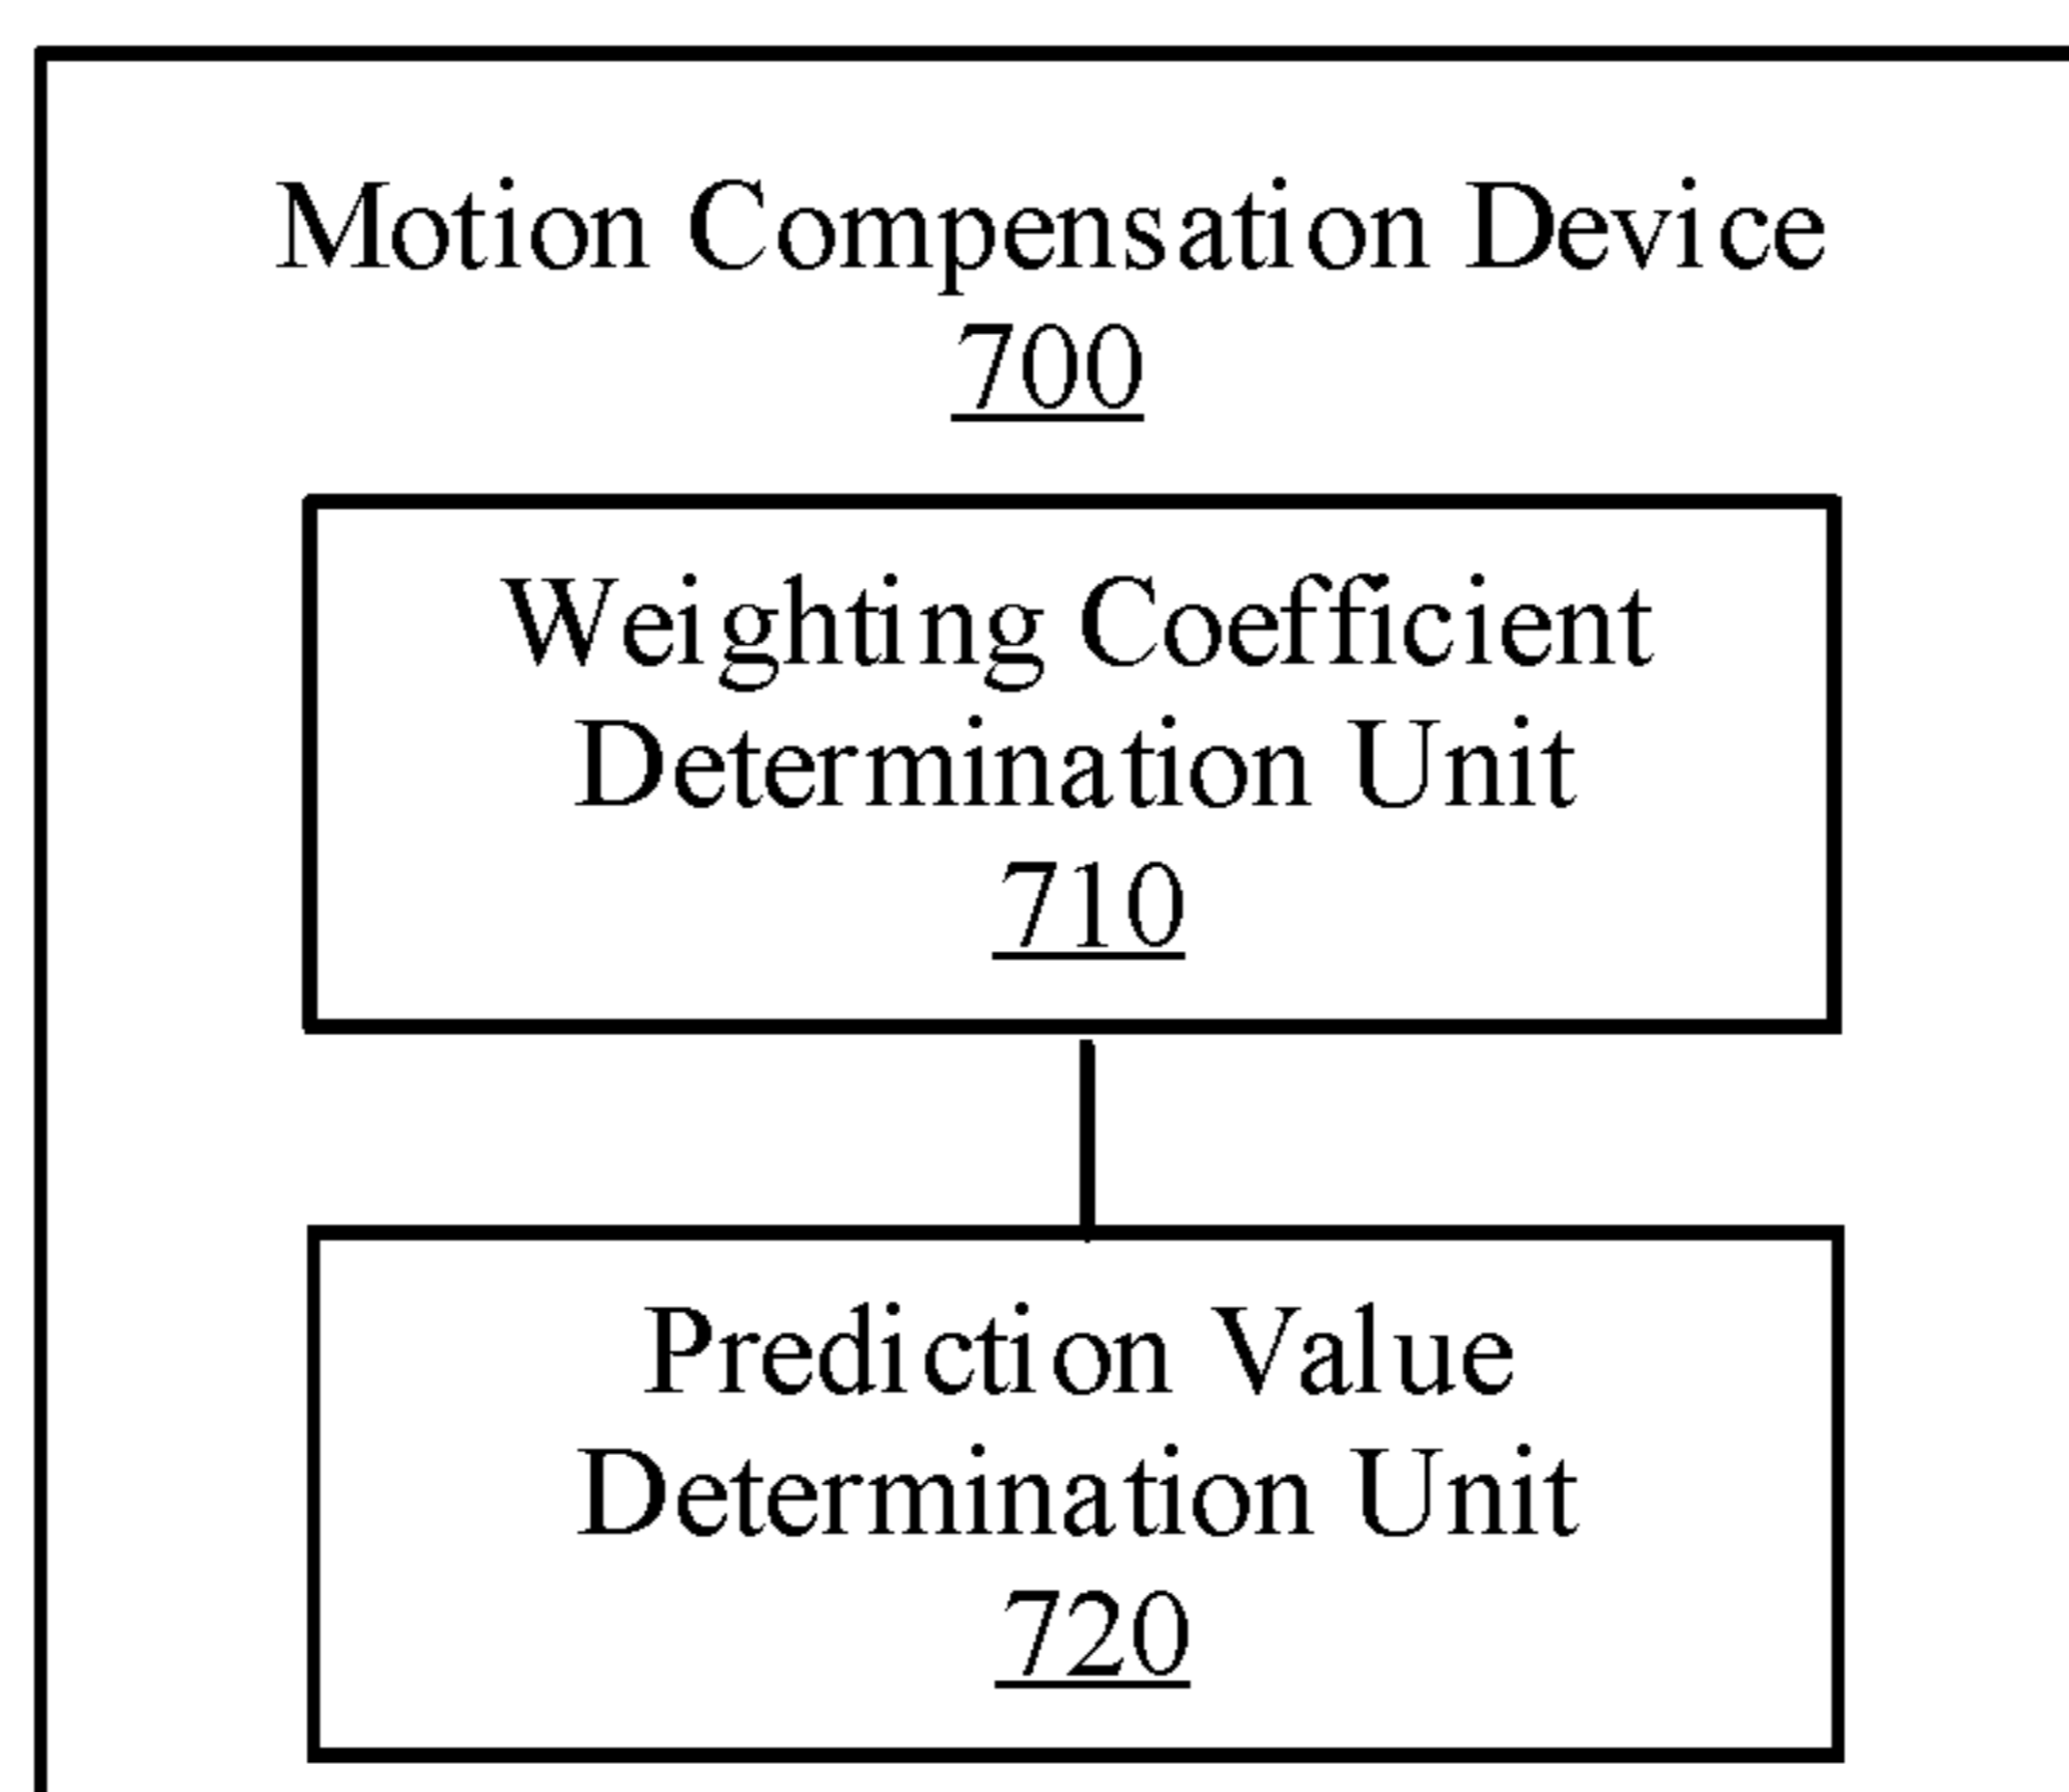 Motion Compensation Device
700
Weighting Coefficient
Determination Unit
710
Prediction Value
Determination Unit
720